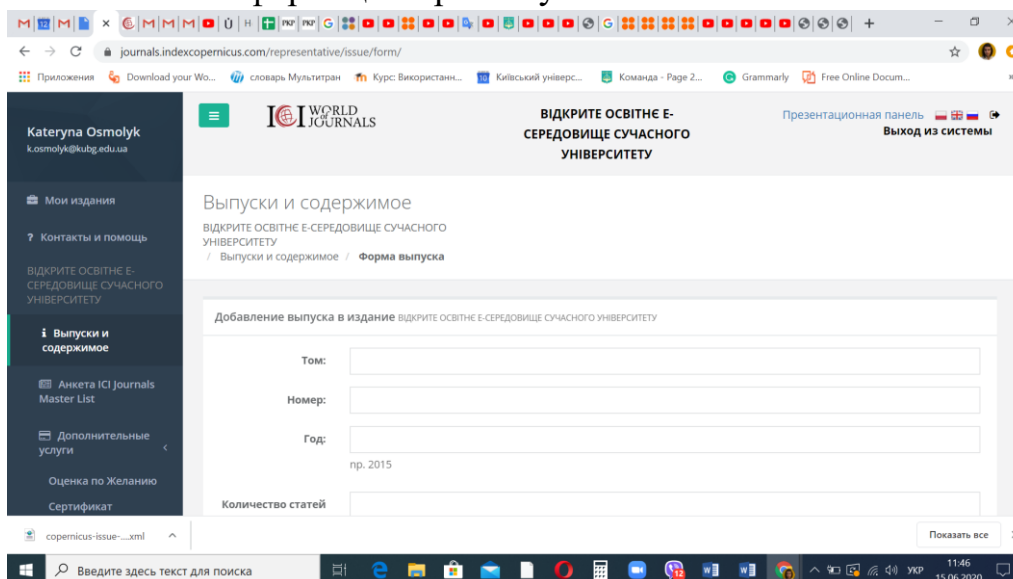 journals.indexcopernicus.com/representative/issue/form/
Приложения Download your Wo... словарь Мультитран Курс: Використанн... Київський універс... Команда - Page 2... Grammarly Free Online Docum...
Kateryna Osmolyk
k.osmolyk@kubg.edu.ua
Мои издания
Контакты и помощь
ВІДКРИТЕ ОСВІТНЄ Е-
СЕРЕДОВИЩЕ СУЧАСНОГО
УНІВЕРСИТЕТУ
Выпуски и
содержимое
Анкета ICI Journals
Master List
Дополнительные
услуги
Оценка по Желанию
Сертификат
ICI WORLD
OF JOURNALS
ВІДКРИТЕ ОСВІТНЄ Е-
СЕРЕДОВИЩЕ СУЧАСНОГО
УНІВЕРСИТЕТУ
Презентационная панель
Выход из системы
Выпуски и содержимое
ВІДКРИТЕ ОСВІТНЄ Е-СЕРЕДОВИЩЕ СУЧАСНОГО
УНІВЕРСИТЕТУ
/ Выпуски и содержимое / Форма выпуска
Добавление выпуска в издание ВІДКРИТЕ ОСВІТНЄ Е-СЕРЕДОВИЩЕ СУЧАСНОГО УНІВЕРСИТЕТУ
Том:
Номер:
Год:
пр. 2015
Количество статей
copernicus-issue-....xml
Показать все
Введите здесь текст для поиска
УКР
11:46
15.06.2020